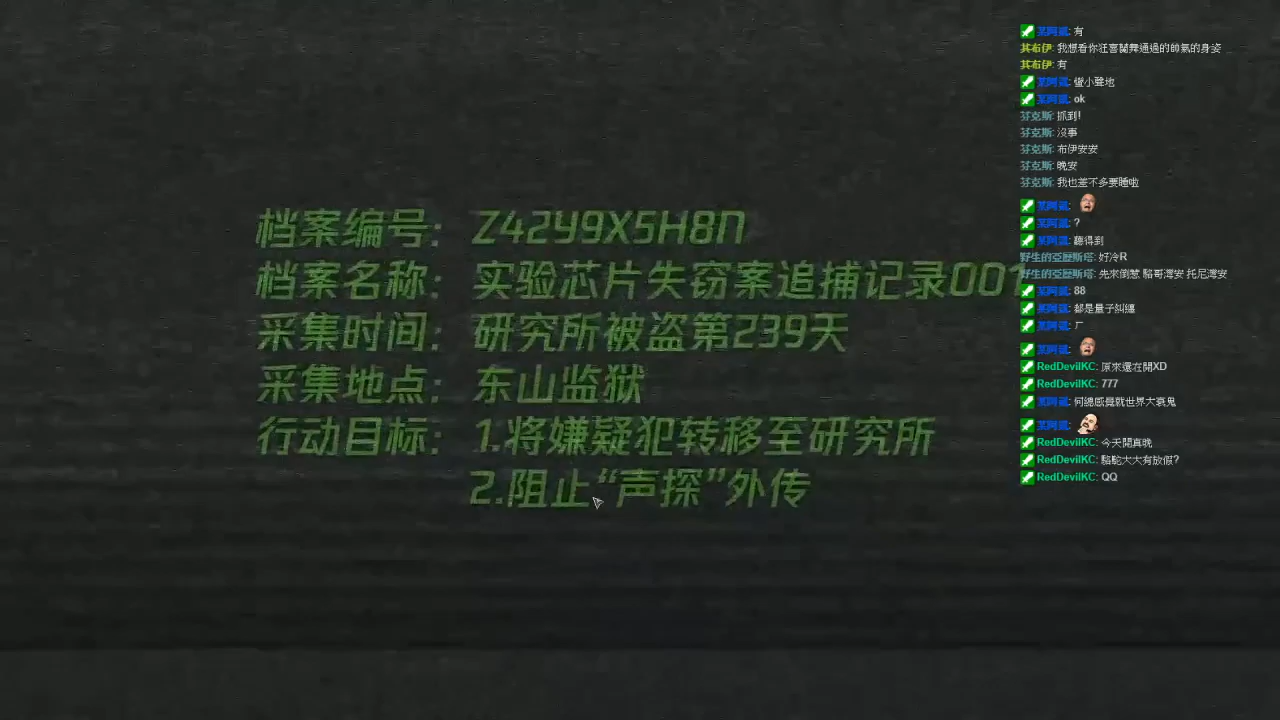 档案编号： Z42Y9X5H8N
档案名称： 实验芯片失窃案追捕记录001
采集时间： 研究所被盗第239天
采集地点： 东山监狱
行动目标： 1.将嫌疑犯转移至研究所
2.阻止“声探”外传
有
其布伊: 我想看你狂喜闐舞通過的帥氣的身姿
其布伊: 有
蛍小聲地
ok
芬克斯: 抓到!
芬克斯: 沒事
芬克斯: 布伊安安
芬克斯: 晚安
芬克斯: 我也差不多要睡啦
?
聽得到
野生的亞歷斯塔: 好冷R
野生的亞歷斯塔: 先來倒蔥 駱哥灣安 托尼灣安
88
都是量子糾纏
ㄏ
RedDevilKC: 原來還在開XD
RedDevilKC: 777
何總感覺就世界大衰鬼
RedDevilKC: 今天開真晚
RedDevilKC: 駱駝大大有放假?
RedDevilKC: QQ